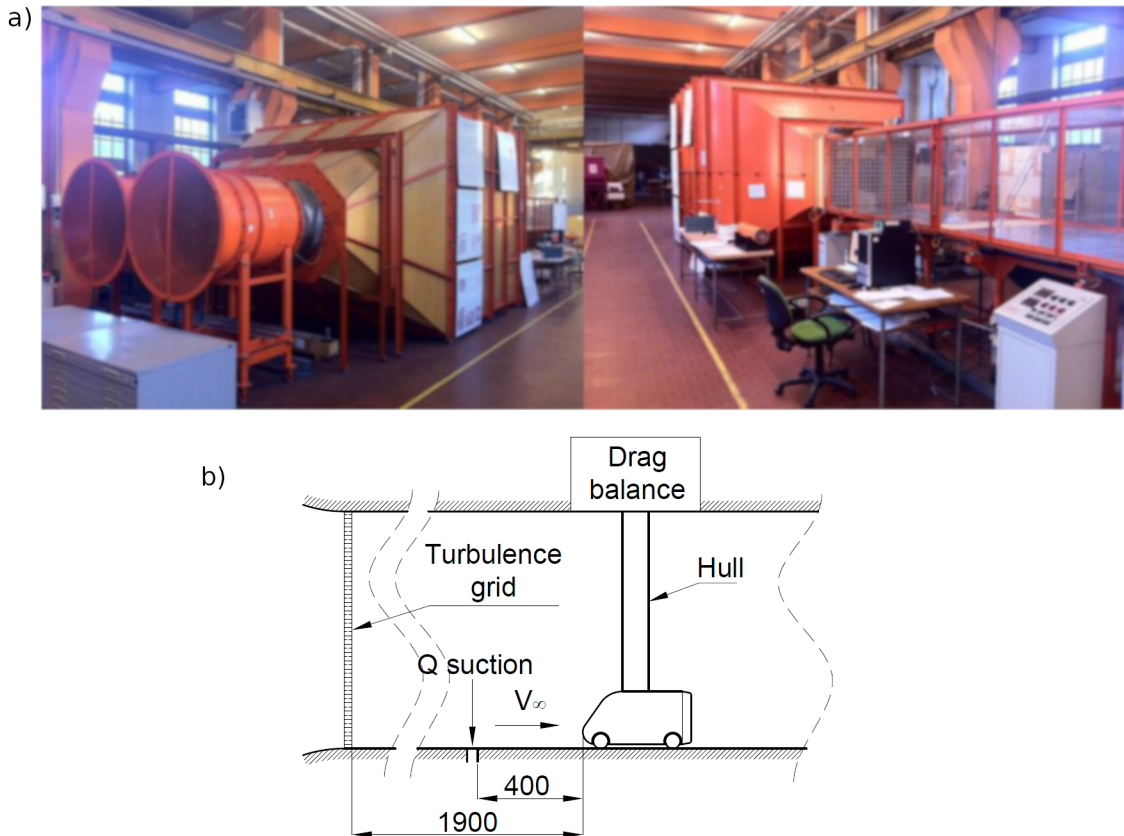 a)
b)
Drag
balance
Turbulence
grid
Hull
Q suction
V∞
400
1900